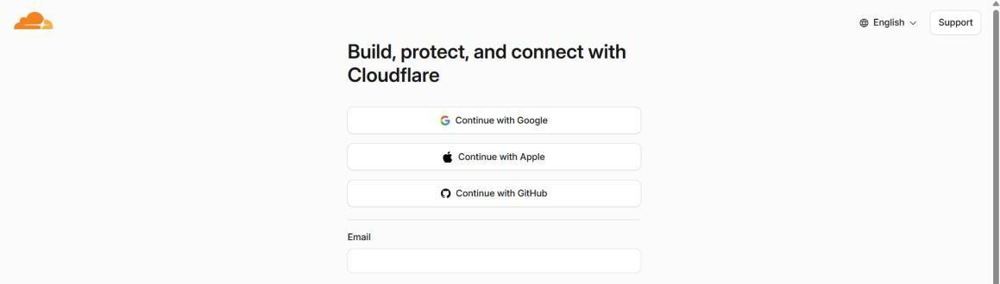 English
Support
Build, protect, and connect with
Cloudflare
Continue with Google
Continue with Apple
Continue with GitHub
Email